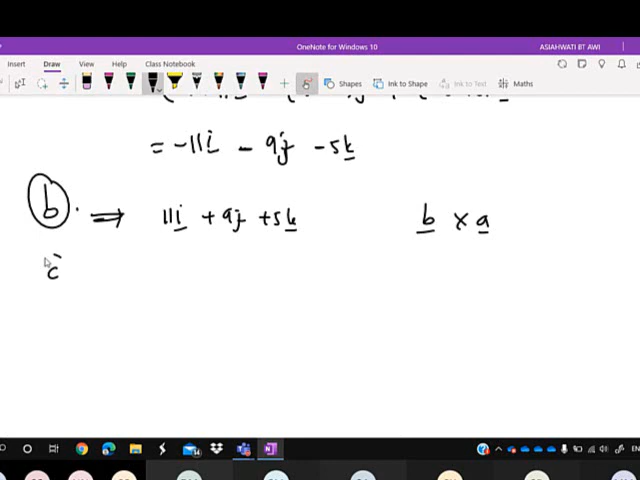 OneNote for Windows 10
ASIAHWATI BT AWI
Insert Draw View Help Class Notebook
Shapes Ink to Shape Ink to Text Maths
= -11i - 9j - 5k
b. ⇒ 11i + 9j + 5k b × a
c